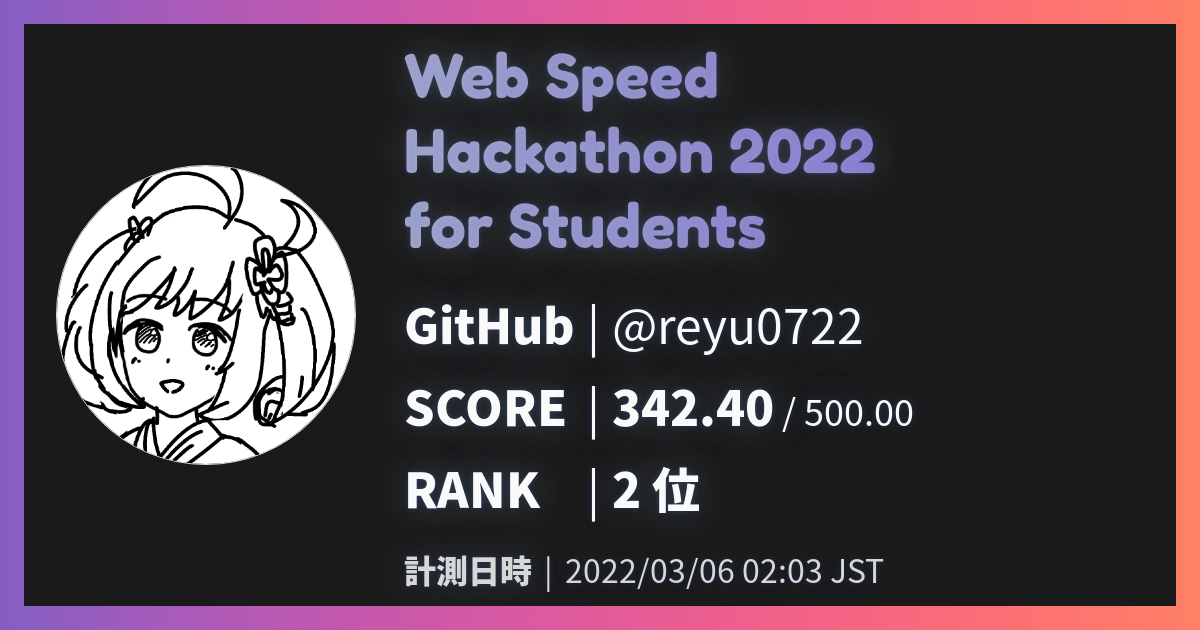 Web Speed
Hackathon 2022
for Students
GitHub | @reyu0722
SCORE | 342.40 / 500.00
RANK | 2 位
計測日時 | 2022/03/06 02:03 JST